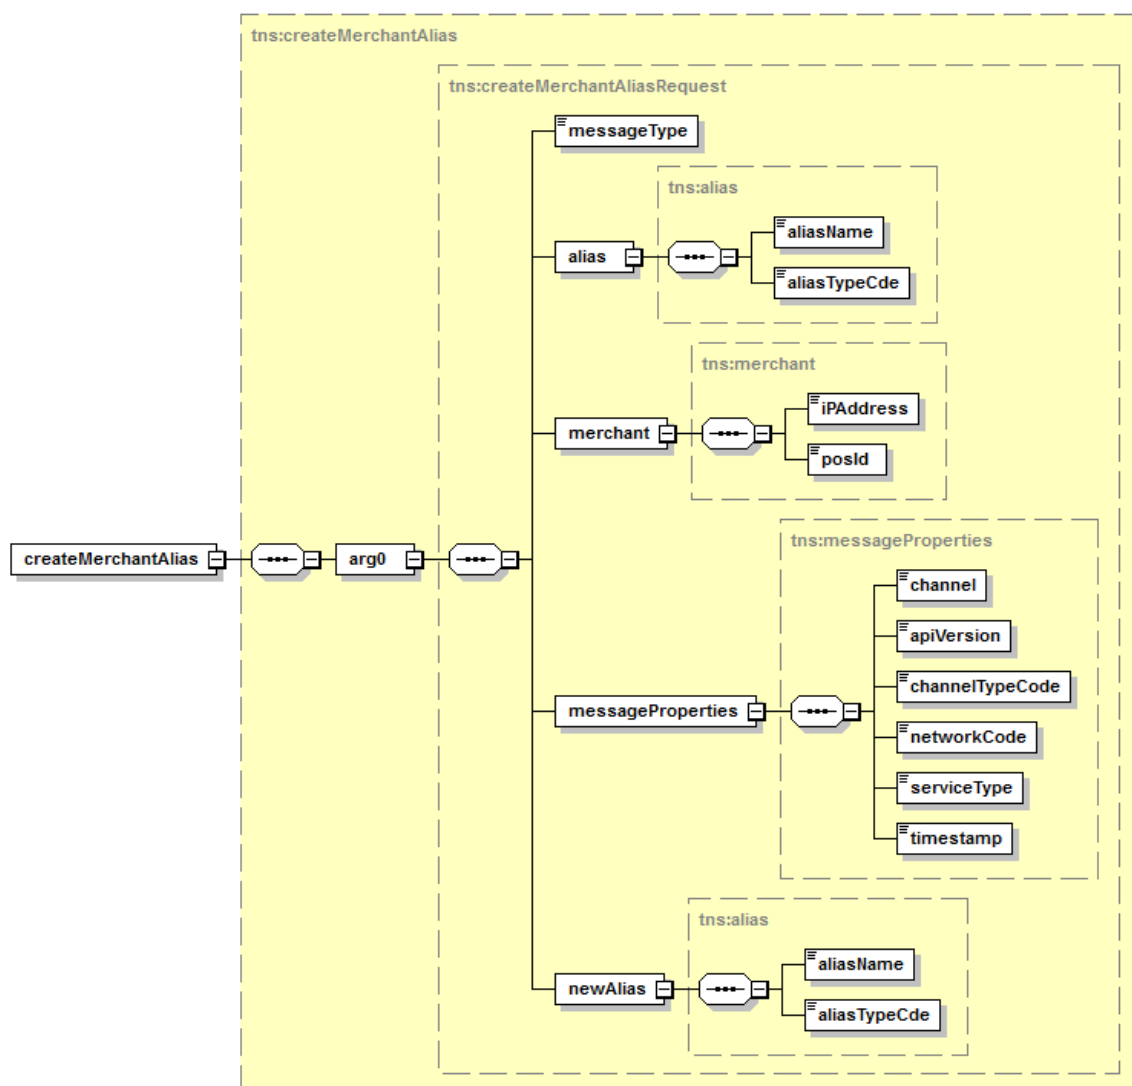 tns:createMerchantAlias
tns:createMerchantAliasRequest
messageType
tns:alias
aliasName
alias
aliasTypeCde
tns:merchant
iPAddress
merchant
posId
tns:messageProperties
createMerchantAlias
arg0
channel
apiVersion
channelTypeCode
messageProperties
networkCode
serviceType
timestamp
tns:alias
aliasName
newAlias
aliasTypeCde